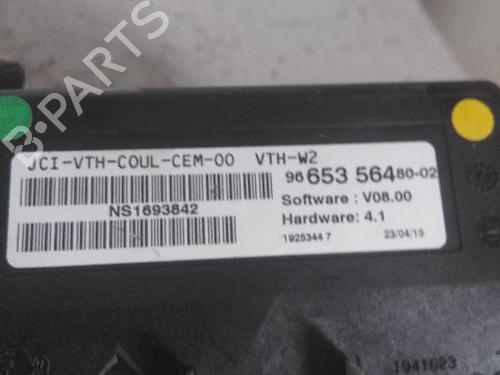 B-PARTS
JCI-VTH-COUL-CEM-00 VTH-W2
96 653 564 80-02
NS1693842
Software : V08.00
Hardware: 4.1
1925344 7 23/04/15
1041023